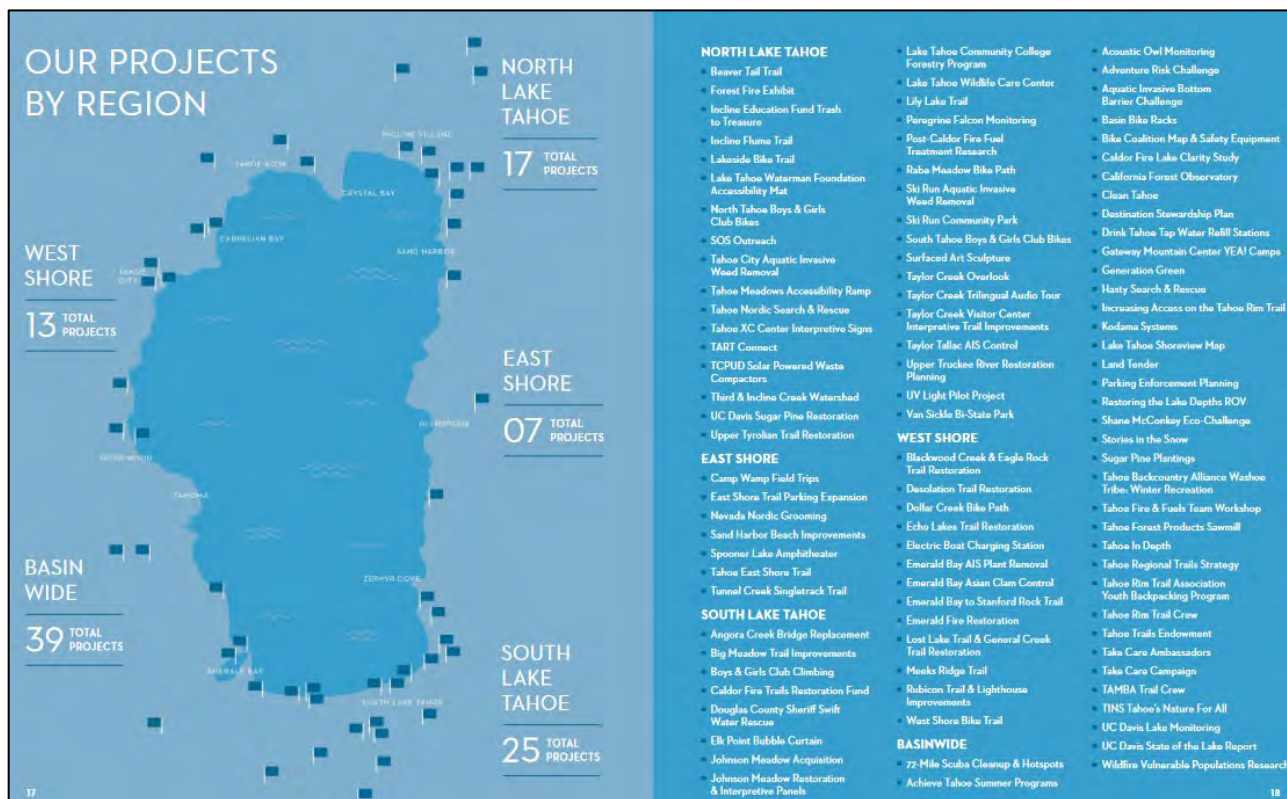 OUR PROJECTS
BY REGION
NORTH
LAKE
TAHOE
17 TOTAL
PROJECTS
INCLINE VILLAGE
TAHOE VISTA
CRYSTAL BAY
CARNELIAN BAY
SAND HARBOR
WEST
SHORE
TAHOE
CITY
13 TOTAL
PROJECTS
EAST
SHORE
07 TOTAL
PROJECTS
GLENBROOK
HOMEWOOD
TAHOMA
BASIN
WIDE
39 TOTAL
PROJECTS
ZEPHYR COVE
EMERALD BAY
SOUTH LAKE TAHOE
SOUTH
LAKE
TAHOE
25 TOTAL
PROJECTS
17
NORTH LAKE TAHOE
Beaver Tail Trail
Forest Fire Exhibit
Incline Education Fund Trash
to Treasure
Incline Flume Trail
Lakeside Bike Trail
Lake Tahoe Waterman Foundation
Accessibility Mat
North Tahoe Boys & Girls
Club Bikes
SOS Outreach
Tahoe City Aquatic Invasive
Weed Removal
Tahoe Meadows Accessibility Ramp
Tahoe Nordic Search & Rescue
Tahoe XC Center Interpretive Signs
TART Connect
TCPUD Solar Powered Waste
Compactors
Third & Incline Creek Watershed
UC Davis Sugar Pine Restoration
Upper Tyrolian Trail Restoration
EAST SHORE
Camp Wamp Field Trips
East Shore Trail Parking Expansion
Nevada Nordic Grooming
Sand Harbor Beach Improvements
Spooner Lake Amphitheater
Tahoe East Shore Trail
Tunnel Creek Singletrack Trail
SOUTH LAKE TAHOE
Angora Creek Bridge Replacement
Big Meadow Trail Improvements
Boys & Girls Club Climbing
Caldor Fire Trails Restoration Fund
Douglas County Sheriff Swift
Water Rescue
Elk Point Bubble Curtain
Johnson Meadow Acquisition
Johnson Meadow Restoration
& Interpretive Panels
Lake Tahoe Community College
Forestry Program
Lake Tahoe Wildlife Care Center
Lily Lake Trail
Peregrine Falcon Monitoring
Post-Caldor Fire Fuel
Treatment Research
Rabe Meadow Bike Path
Ski Run Aquatic Invasive
Weed Removal
Ski Run Community Park
South Tahoe Boys & Girls Club Bikes
Surfaced Art Sculpture
Taylor Creek Overlook
Taylor Creek Trilingual Audio Tour
Taylor Creek Visitor Center
Interpretive Trail Improvements
Taylor Tallac AIS Control
Upper Truckee River Restoration
Planning
UV Light Pilot Project
Van Sickle Bi-State Park
WEST SHORE
Blackwood Creek & Eagle Rock
Trail Restoration
Desolation Trail Restoration
Dollar Creek Bike Path
Echo Lakes Trail Restoration
Electric Boat Charging Station
Emerald Bay AIS Plant Removal
Emerald Bay Asian Clam Control
Emerald Bay to Stanford Rock Trail
Emerald Fire Restoration
Lost Lake Trail & General Creek
Trail Restoration
Meeks Ridge Trail
Rubicon Trail & Lighthouse
Improvements
West Shore Bike Trail
BASINWIDE
72-Mile Scuba Cleanup & Hotspots
Achieve Tahoe Summer Programs
Acoustic Owl Monitoring
Adventure Risk Challenge
Aquatic Invasive Bottom
Barrier Challenge
Basin Bike Racks
Bike Coalition Map & Safety Equipment
Caldor Fire Lake Clarity Study
California Forest Observatory
Clean Tahoe
Destination Stewardship Plan
Drink Tahoe Tap Water Refill Stations
Gateway Mountain Center YEA! Camps
Generation Green
Hasty Search & Rescue
Increasing Access on the Tahoe Rim Trail
Kodama Systems
Lake Tahoe Shoreview Map
Land Tender
Parking Enforcement Planning
Restoring the Lake Depths ROV
Shane McConkey Eco-Challenge
Stories in the Snow
Sugar Pine Plantings
Tahoe Backcountry Alliance Washoe
Tribe: Winter Recreation
Tahoe Fire & Fuels Team Workshop
Tahoe Forest Products Sawmill
Tahoe In Depth
Tahoe Regional Trails Strategy
Tahoe Rim Trail Association
Youth Backpacking Program
Tahoe Rim Trail Crew
Tahoe Trails Endowment
Take Care Ambassadors
Take Care Campaign
TAMBA Trail Crew
TINS Tahoe's Nature For All
UC Davis Lake Monitoring
UC Davis State of the Lake Report
Wildfire Vulnerable Populations Research
18